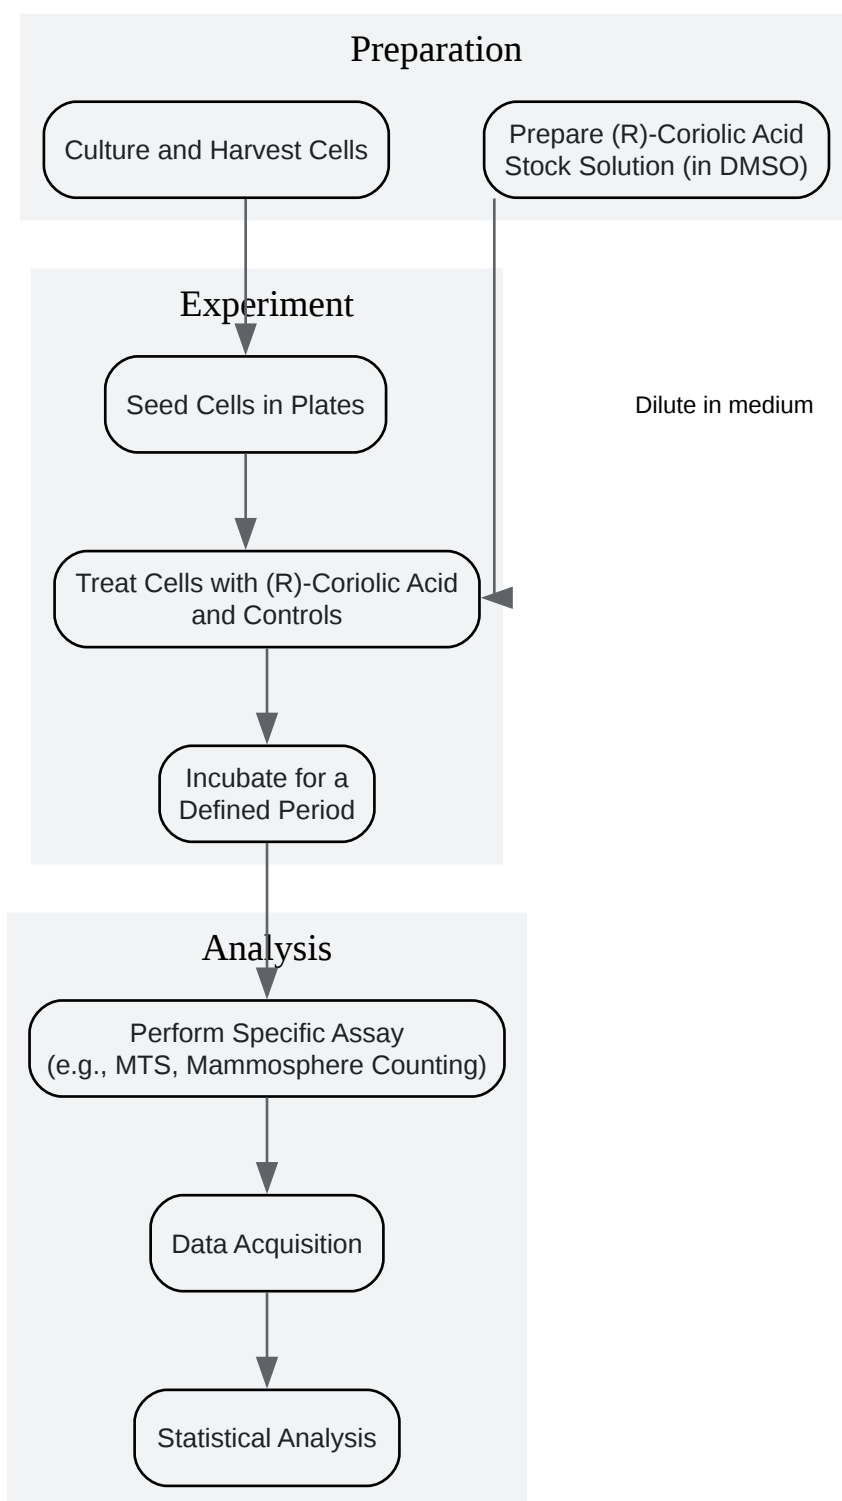 Preparation
Culture and Harvest Cells
Prepare (R)-Coriolic Acid
Stock Solution (in DMSO)
Experiment
Seed Cells in Plates
Dilute in medium
Treat Cells with (R)-Coriolic Acid
and Controls
Incubate for a
Defined Period
Analysis
Perform Specific Assay
(e.g., MTS, Mammosphere Counting)
Data Acquisition
Statistical Analysis